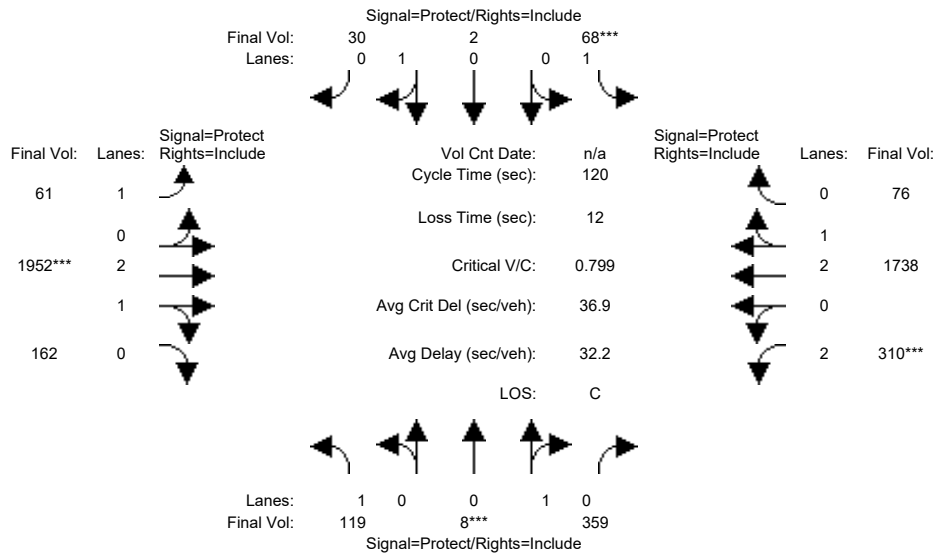 Signal=Protect/Rights=Include
Final Vol: 30 2 68***
Lanes: 0 1 0 0 1
Signal=Protect
Final Vol: Lanes: Rights=Include
Vol Cnt Date: n/a
Signal=Protect
Rights=Include Lanes: Final Vol:
Cycle Time (sec): 120
61 1
0 76
Loss Time (sec): 12
0
1
1952*** 2
Critical V/C: 0.799
2 1738
1
Avg Crit Del (sec/veh): 36.9
0
162 0
Avg Delay (sec/veh): 32.2
2 310***
LOS: C
Lanes: 1 0 0 1 0
Final Vol: 119 8*** 359
Signal=Protect/Rights=Include